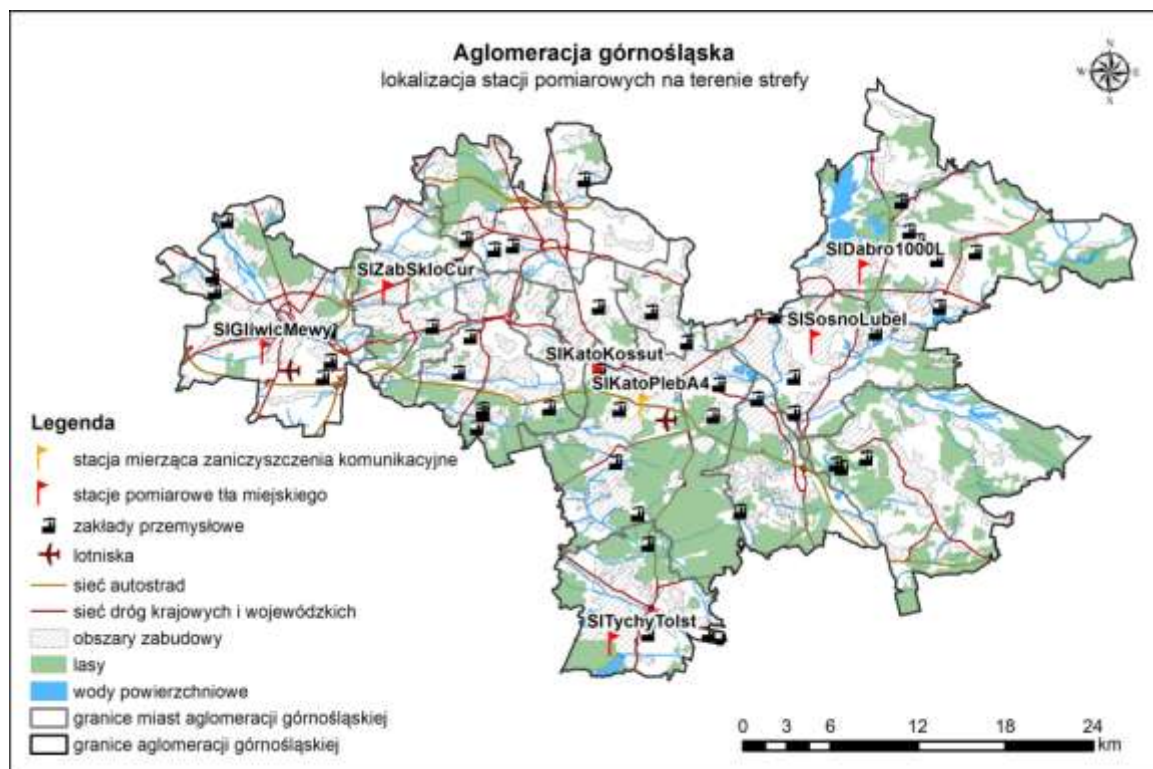 Aglomeracja górnośląska
lokalizacja stacji pomiarowych na terenie strefy
N
W E
SlDabro1000L
SlZabSkloCur
SlSosnoLubel
SlGliwicMewy
SlKatoKossut
SlKatoPlebA4
SlTychyTolst
Legenda
stacja mierząca zaniczyszczenia komunikacyjne
stacje pomiarowe tła miejskiego
zakłady przemysłowe
lotniska
sieć autostrad
sieć dróg krajowych i wojewódzkich
obszary zabudowy
lasy
wody powierzchniowe
granice miast aglomeracji górnośląskiej
granice aglomeracji górnośląskiej
0 3 6 12 18 24
km